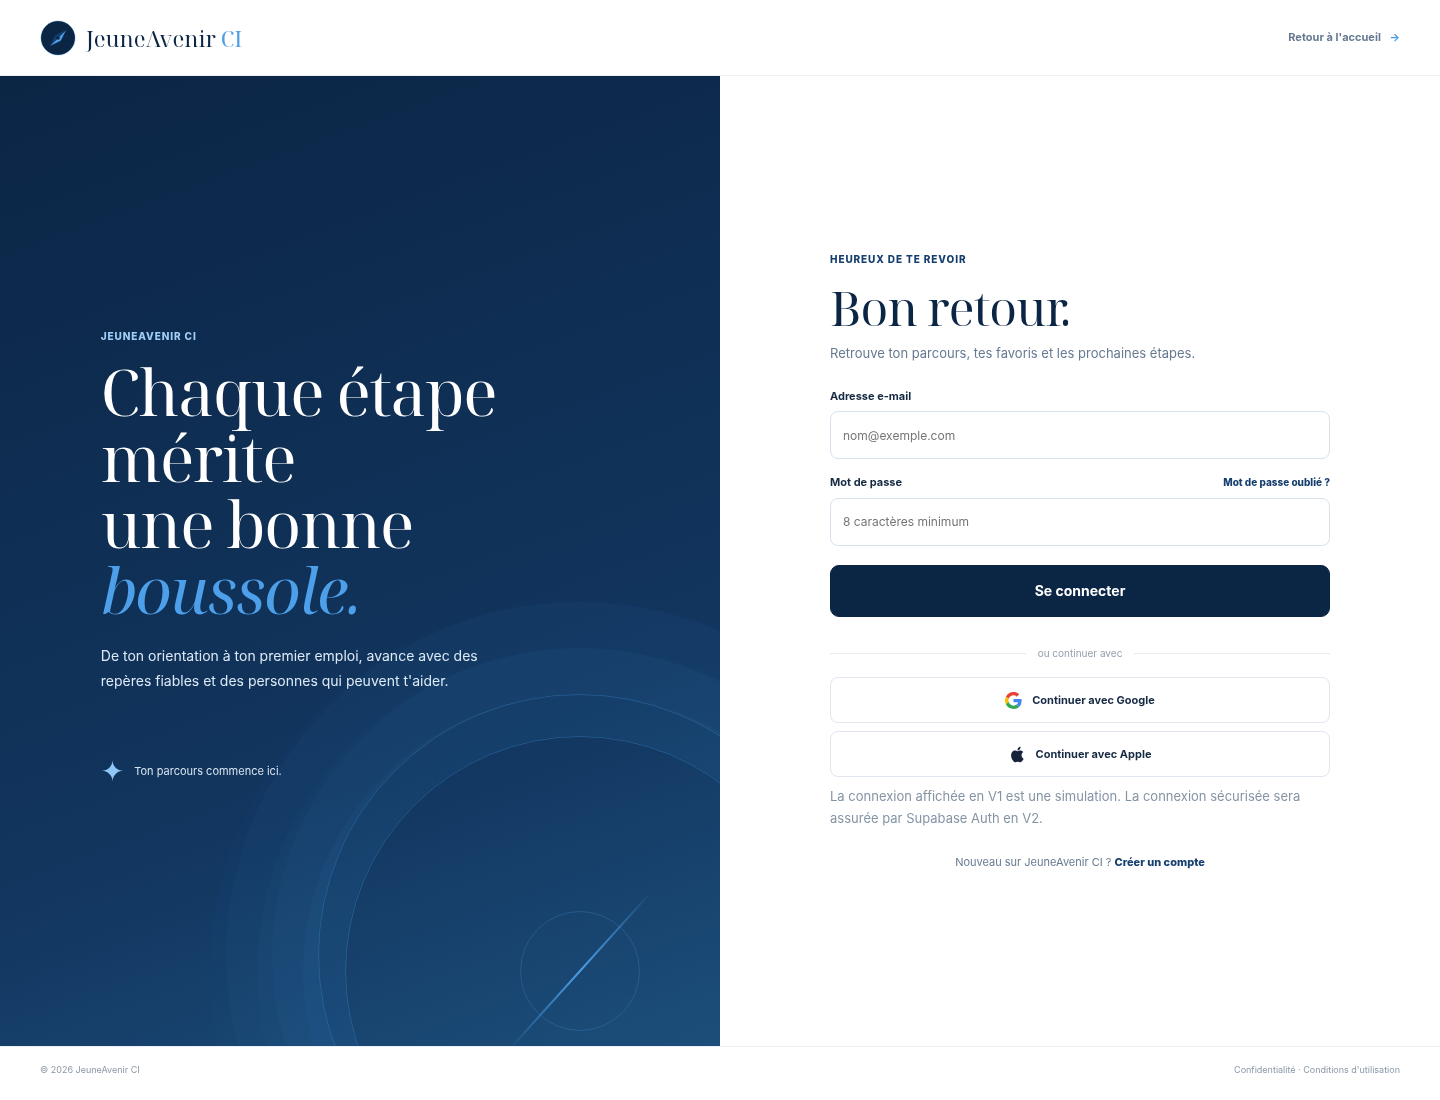 JeuneAvenir CI
Retour à l'accueil →
JEUNEAVENIR CI
Chaque étape
mérite
une bonne
boussole.
De ton orientation à ton premier emploi, avance avec des
repères fiables et des personnes qui peuvent t'aider.
Ton parcours commence ici.
HEUREUX DE TE REVOIR
Bon retour.
Retrouve ton parcours, tes favoris et les prochaines étapes.
Adresse e-mail
nom@exemple.com
Mot de passe
Mot de passe oublié ?
8 caractères minimum
Se connecter
ou continuer avec
Continuer avec Google
Continuer avec Apple
La connexion affichée en V1 est une simulation. La connexion sécurisée sera
assurée par Supabase Auth en V2.
Nouveau sur JeuneAvenir CI ? Créer un compte
© 2026 JeuneAvenir CI
Confidentialité · Conditions d'utilisation